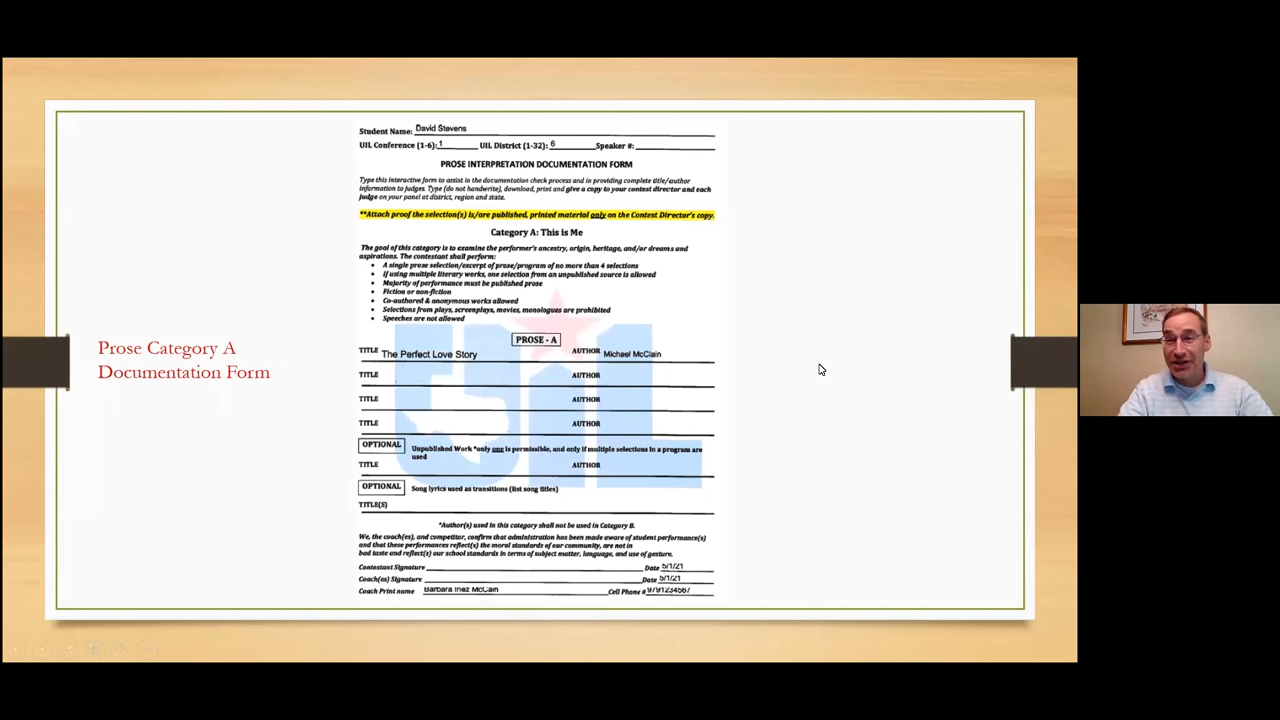 Prose Category A
Documentation Form
Student Name: David Stevens
UIL Conference (1-6): 1 UIL District (1-32): 6 Speaker #:
PROSE INTERPRETATION DOCUMENTATION FORM
Type this interactive form to assist in the documentation check process and in providing complete title/author
information to judges. Type (do not handwrite), download, print and give a copy to your contest director and each
judge on your panel at district, region and state.
**Attach proof the selection(s) is/are published, printed material only on the Contest Director's copy.
Category A: This is Me
The goal of this category is to examine the performer's ancestry, origin, heritage, and/or dreams and
aspirations. The contestant shall perform:
• A single prose selection/excerpt of prose/program of no more than 4 selections
• If using multiple literary works, one selection from an unpublished source is allowed
• Majority of performance must be published prose
• Fiction or non-fiction
• Co-authored & anonymous works allowed
• Selections from plays, screenplays, movies, monologues are prohibited
• Speeches are not allowed
UIL
PROSE - A
TITLE The Perfect Love Story AUTHOR Michael McClain
TITLE AUTHOR
TITLE AUTHOR
TITLE AUTHOR
OPTIONAL Unpublished Work *only one is permissible, and only if multiple selections in a program are
used
TITLE AUTHOR
OPTIONAL Song lyrics used as transitions (list song titles)
TITLE(S)
*Author(s) used in this category shall not be used in Category B.
We, the coach(es), and competitor, confirm that administration has been made aware of student performance(s)
and that these performances reflect(s) the moral standards of our community, are not in
bad taste and reflect(s) our school standards in terms of subject matter, language, and use of gesture.
Contestant Signature Date 5/1/21
Coach(es) Signature Date 5/1/21
Coach Print name Barbara Inez McCain Cell Phone # 9791234567